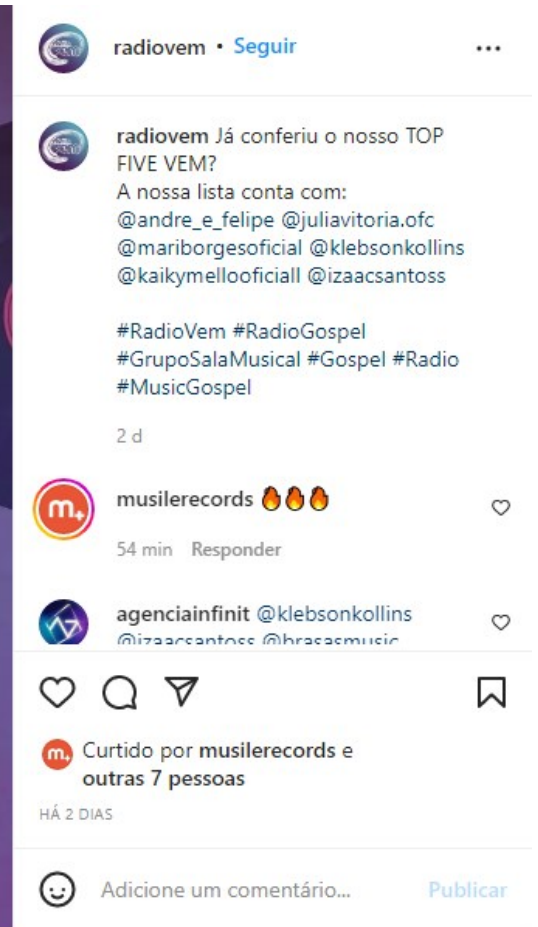 radiovem • Seguir
radiovem Já conferiu o nosso TOP
FIVE VEM?
A nossa lista conta com:
@andre_e_felipe @juliavitoria.ofc
@mariborgesoficial @klebsonkollins
@kaikymellooficiall @izaacsantoss
#RadioVem #RadioGospel
#GrupoSalaMusical #Gospel #Radio
#MusicGospel
2 d
musilerecords 🔥🔥🔥
54 min Responder
agenciainfinit @klebsonkollins
@izaacsantoss @brasasmusic
Curtido por musilerecords e
outras 7 pessoas
HÁ 2 DIAS
Adicione um comentário... Publicar